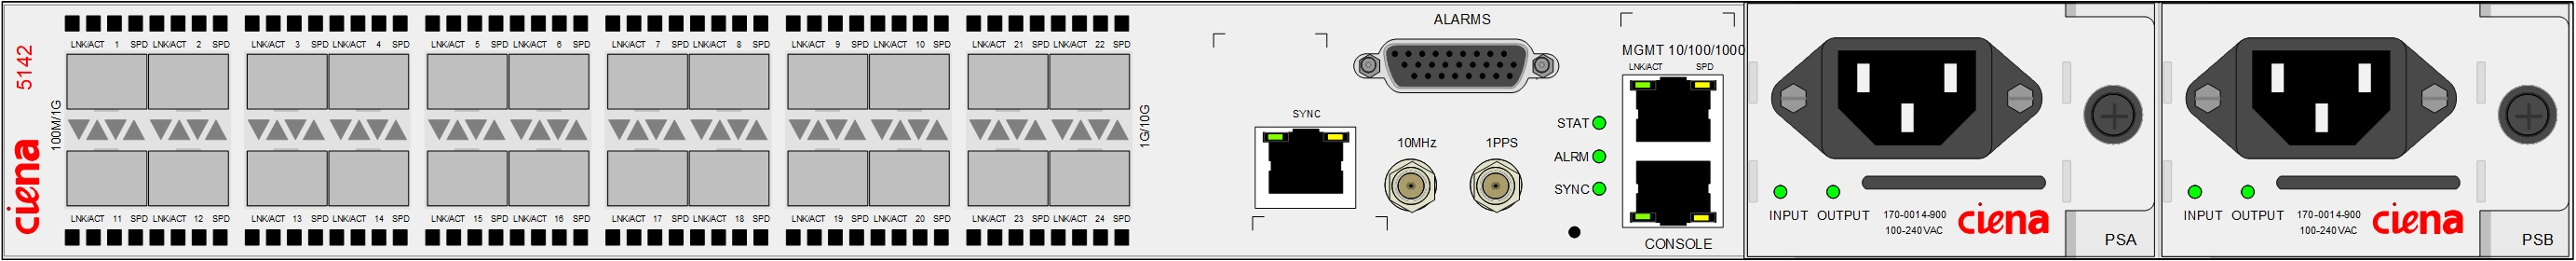 ciena 5142
100M/1G
LNK/ACT 1 SPD LNK/ACT 2 SPD LNK/ACT 3 SPD LNK/ACT 4 SPD LNK/ACT 5 SPD LNK/ACT 6 SPD LNK/ACT 7 SPD LNK/ACT 8 SPD LNK/ACT 9 SPD LNK/ACT 10 SPD LNK/ACT 21 SPD LNK/ACT 22 SPD
LNK/ACT 11 SPD LNK/ACT 12 SPD LNK/ACT 13 SPD LNK/ACT 14 SPD LNK/ACT 15 SPD LNK/ACT 16 SPD LNK/ACT 17 SPD LNK/ACT 18 SPD LNK/ACT 19 SPD LNK/ACT 20 SPD LNK/ACT 23 SPD LNK/ACT 24 SPD
1G/10G
SYNC
ALARMS
10MHz 1PPS
STAT
ALRM
SYNC
MGMT 10/100/1000
LNK/ACT SPD
CONSOLE
INPUT OUTPUT
170-0014-900
100-240VAC
ciena
PSA
INPUT OUTPUT
170-0014-900
100-240VAC
ciena
PSB